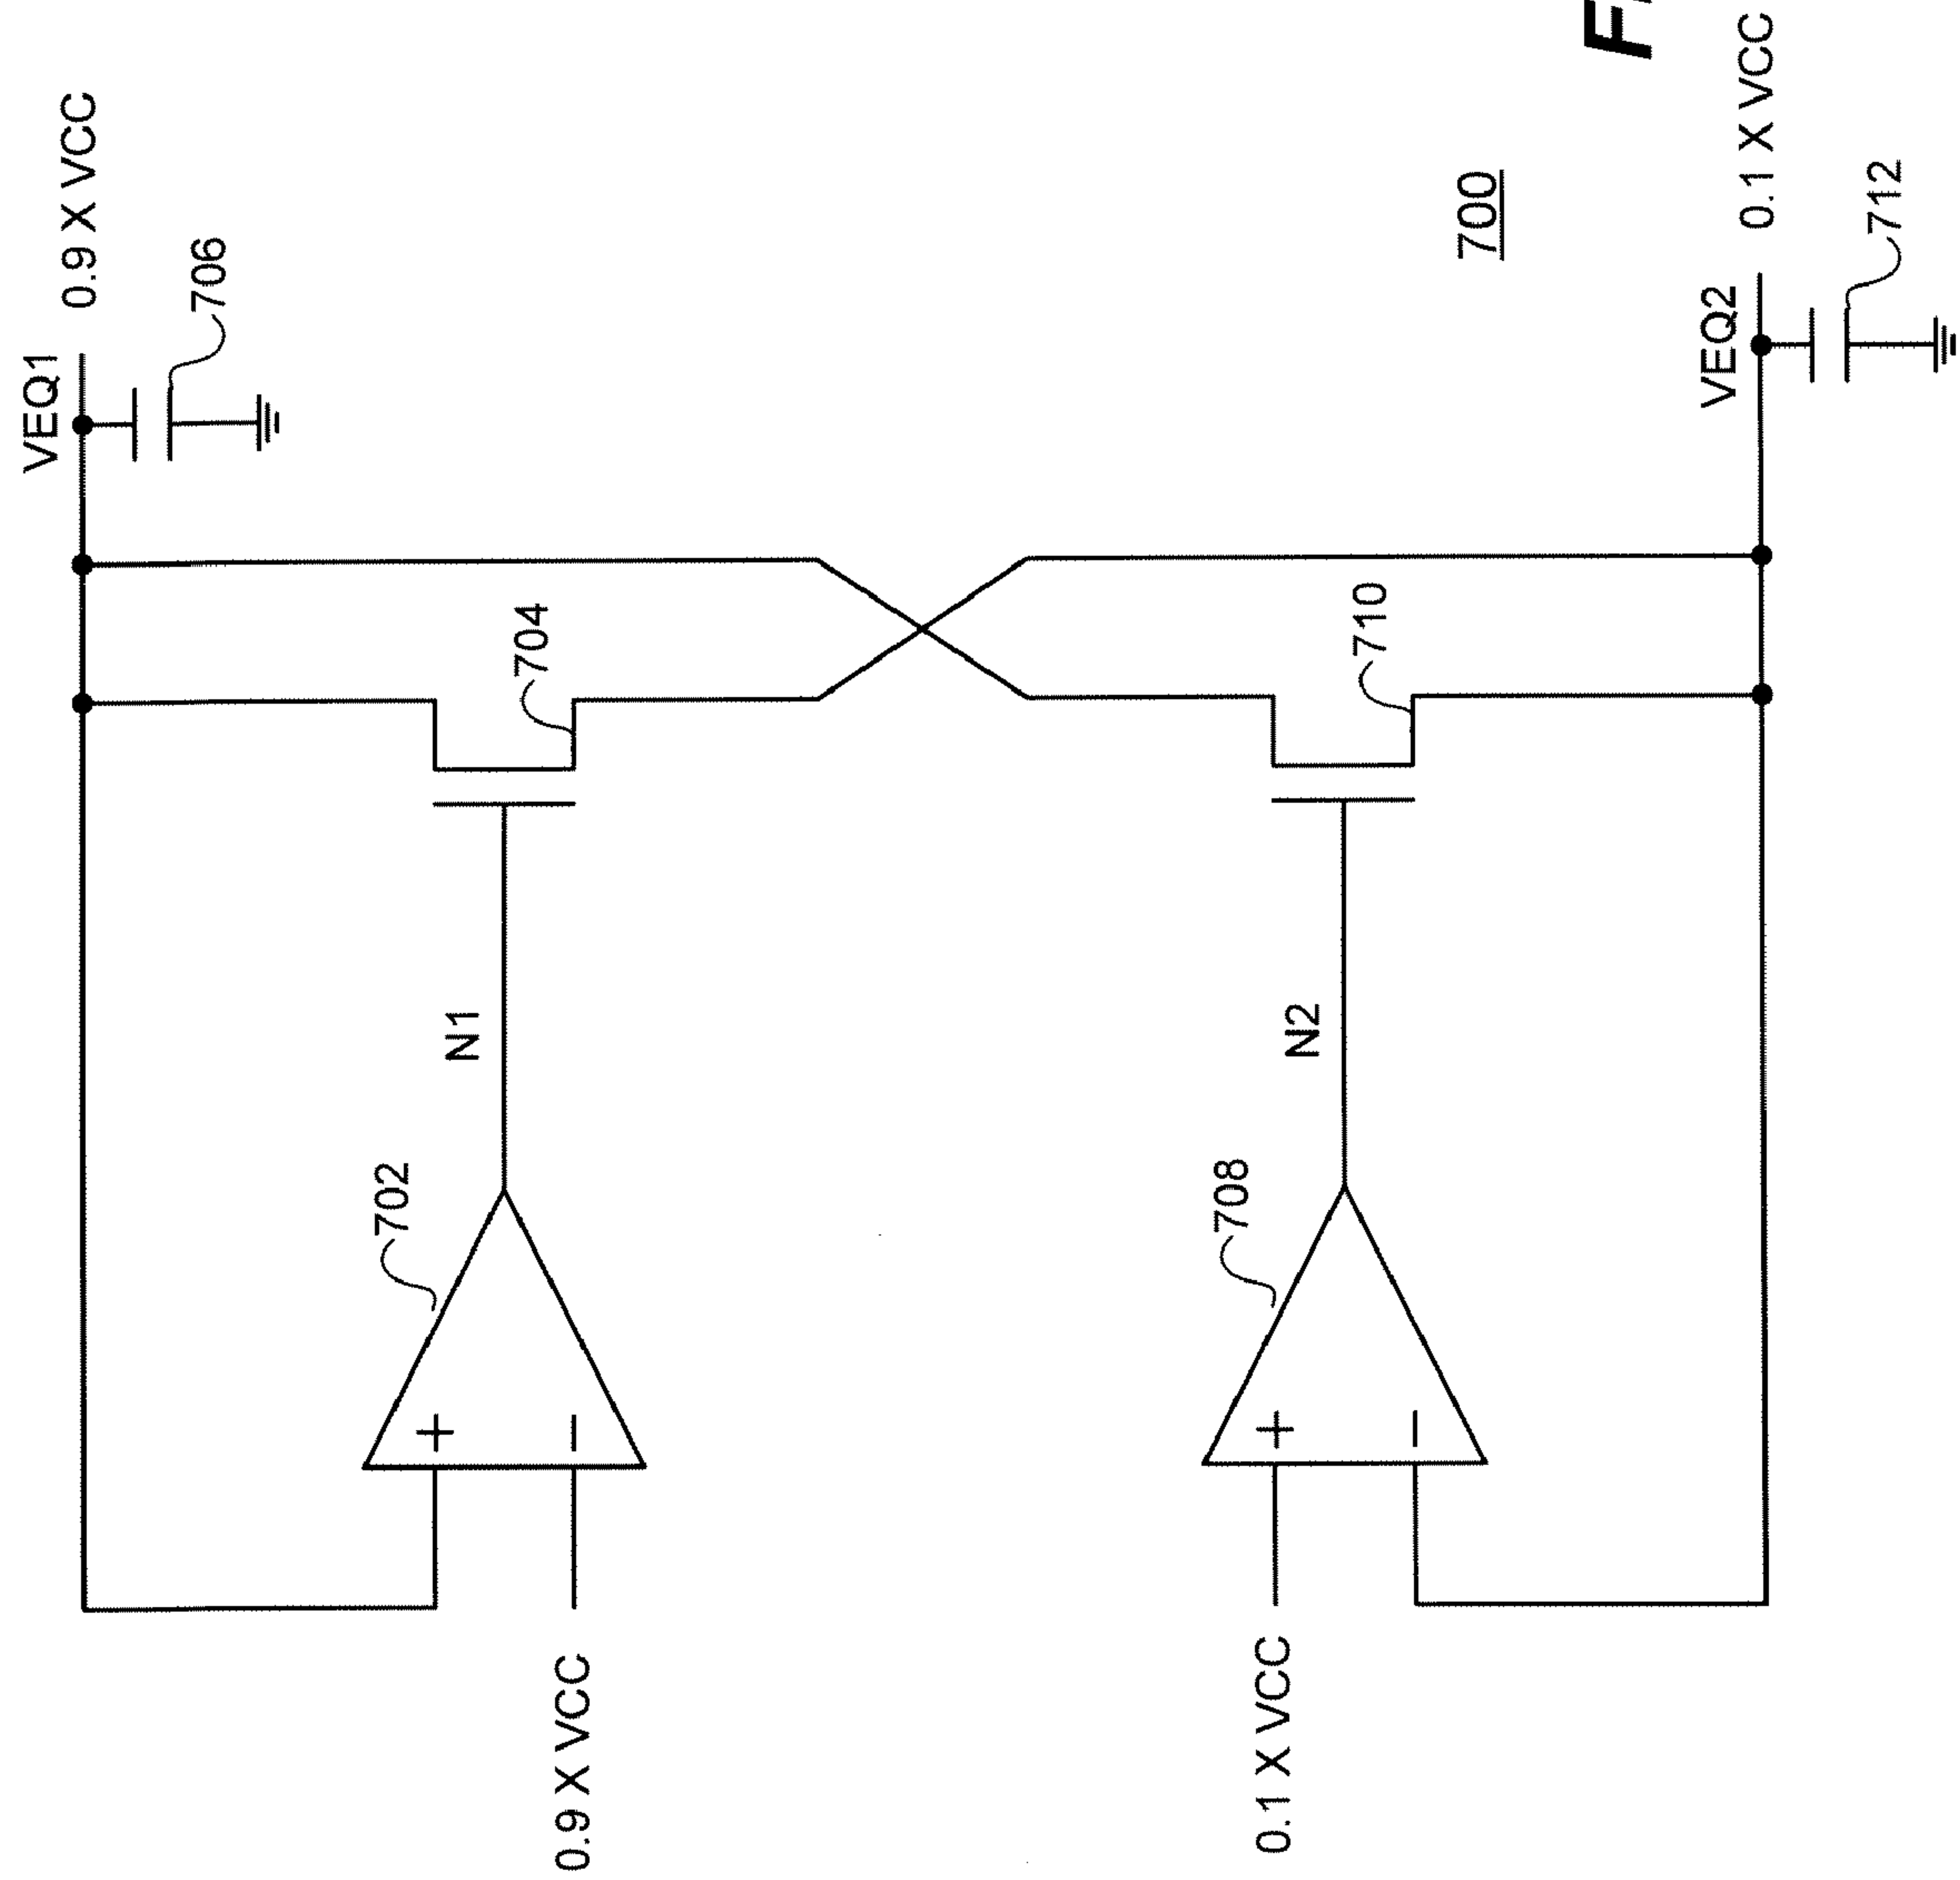 VEQ1
0.9 X VCC
706
704
702
+
−
N1
0.9 X VCC
710
708
+
−
N2
0.1 X VCC
700
VEQ2
0.1 X VCC
712